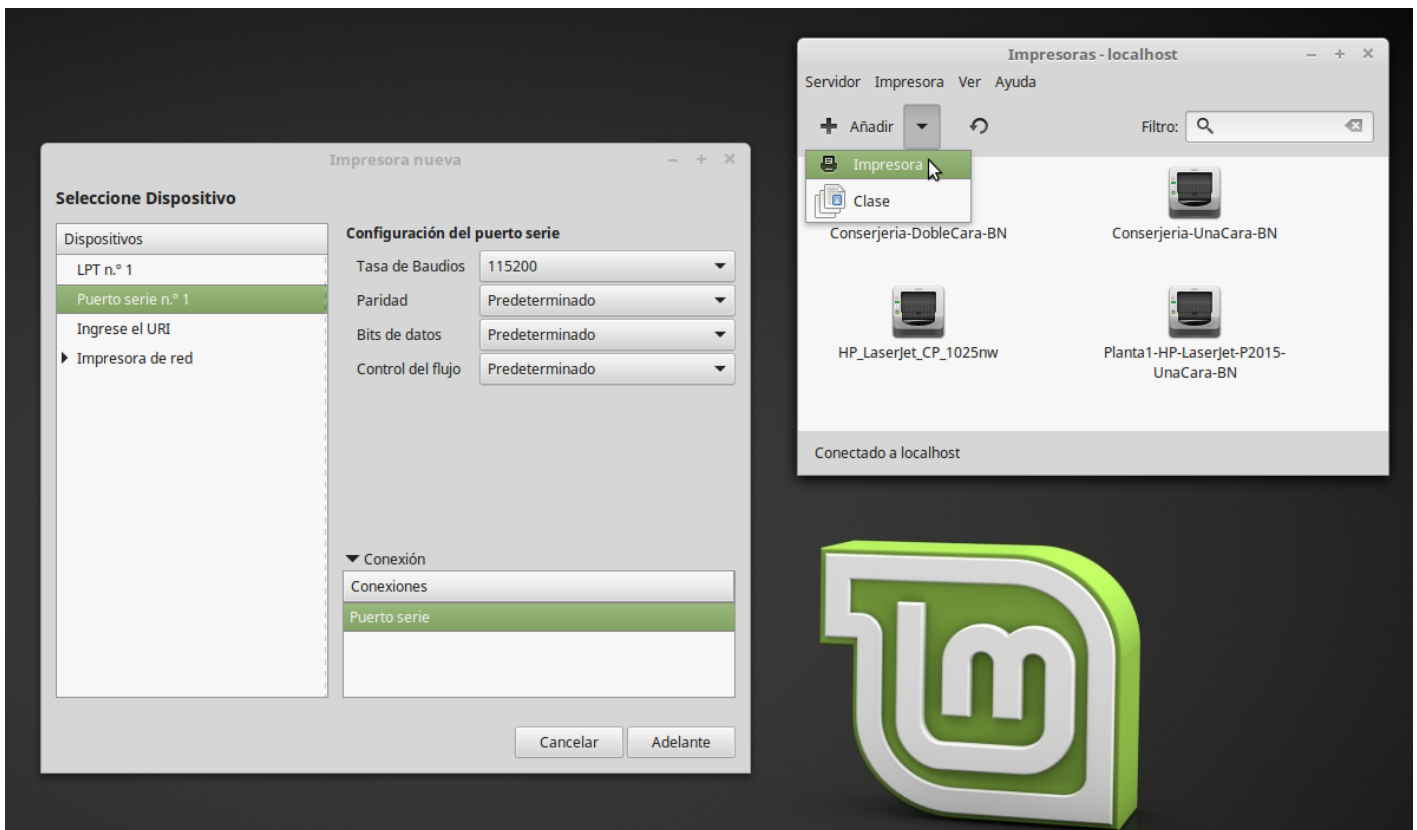 Impresora nueva
Seleccione Dispositivo
Dispositivos
LPT n.º 1
Puerto serie n.º 1
Ingrese el URI
Impresora de red
Configuración del puerto serie
Tasa de Baudios 115200
Paridad Predeterminado
Bits de datos Predeterminado
Control del flujo Predeterminado
Conexión
Conexiones
Puerto serie
Cancelar Adelante
Impresoras - localhost
Servidor Impresora Ver Ayuda
Añadir Filtro:
Impresora
Clase
Conserjeria-DobleCara-BN Conserjeria-UnaCara-BN
HP_LaserJet_CP_1025nw Planta1-HP-LaserJet-P2015-
UnaCara-BN
Conectado a localhost
lm